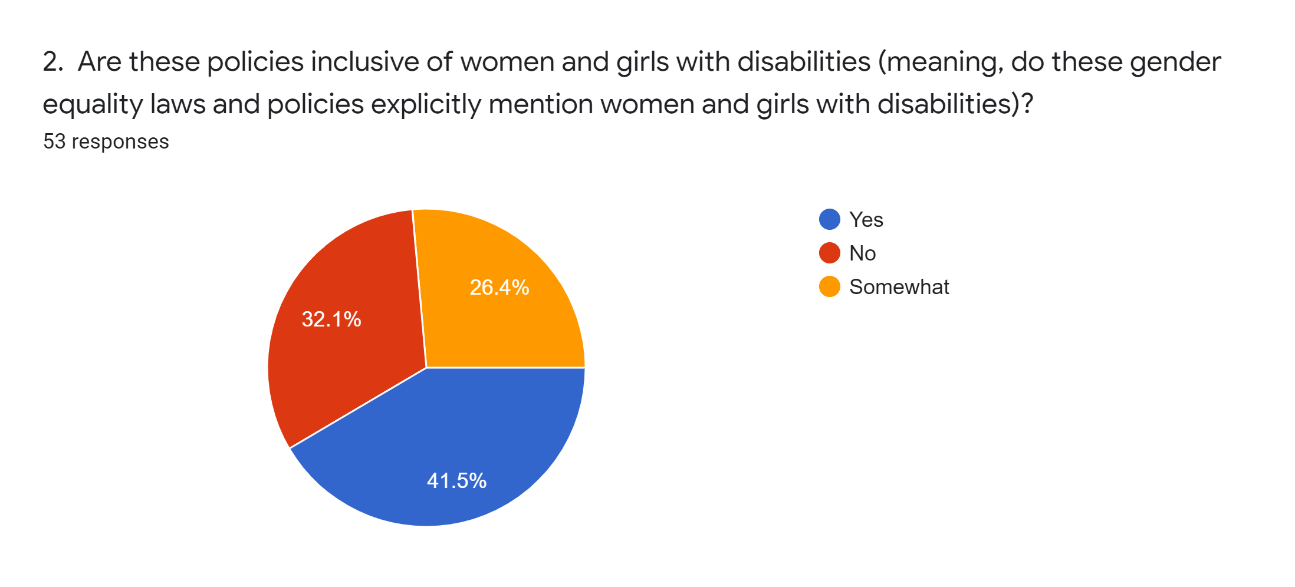 2.  Are these policies inclusive of women and girls with disabilities (meaning, do these gender
equality laws and policies explicitly mention women and girls with disabilities)?
53 responses
Yes
No
Somewhat
26.4%
32.1%
41.5%